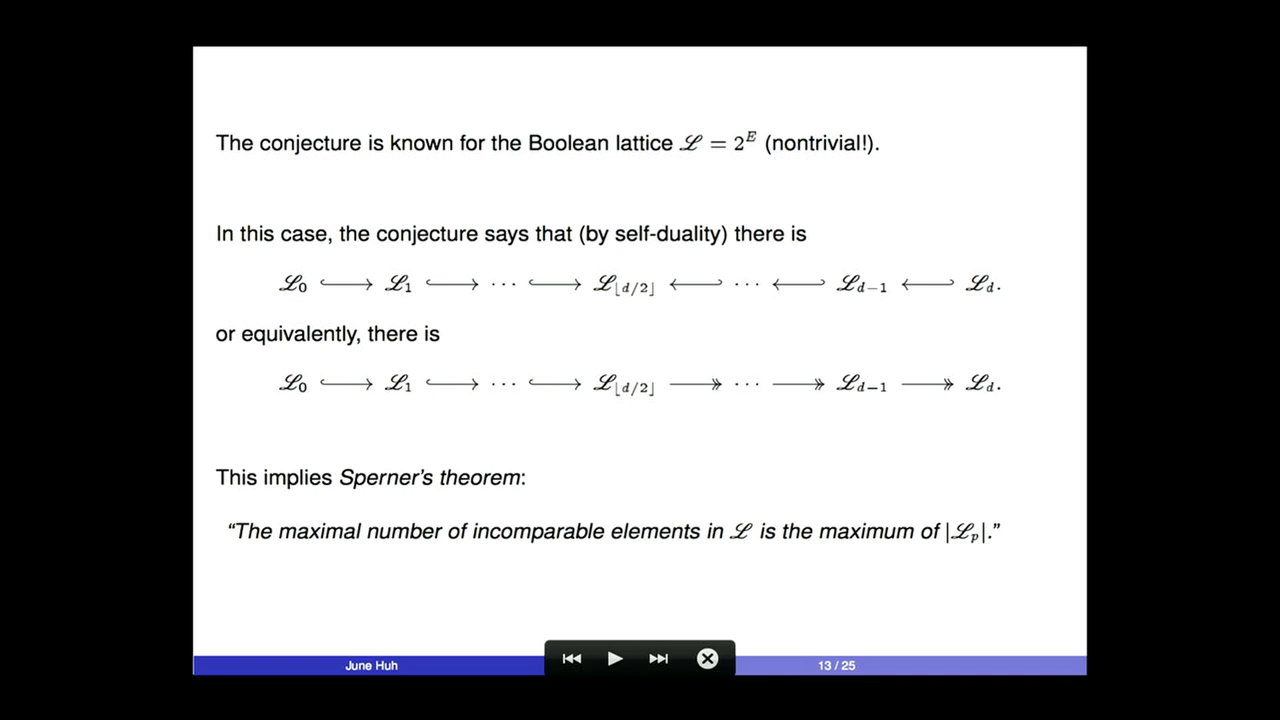 The conjecture is known for the Boolean lattice ℒ = 2^E (nontrivial!).
In this case, the conjecture says that (by self-duality) there is
ℒ_0 ↪ ℒ_1 ↪ ⋯ ↪ ℒ_⌊d/2⌋ ↩ ⋯ ↩ ℒ_{d−1} ↩ ℒ_d.
or equivalently, there is
ℒ_0 ↪ ℒ_1 ↪ ⋯ ↪ ℒ_⌊d/2⌋ ↠ ⋯ ↠ ℒ_{d−1} ↠ ℒ_d.
This implies Sperner's theorem:
“The maximal number of incomparable elements in ℒ is the maximum of |ℒ_p|.”
June Huh
13 / 25